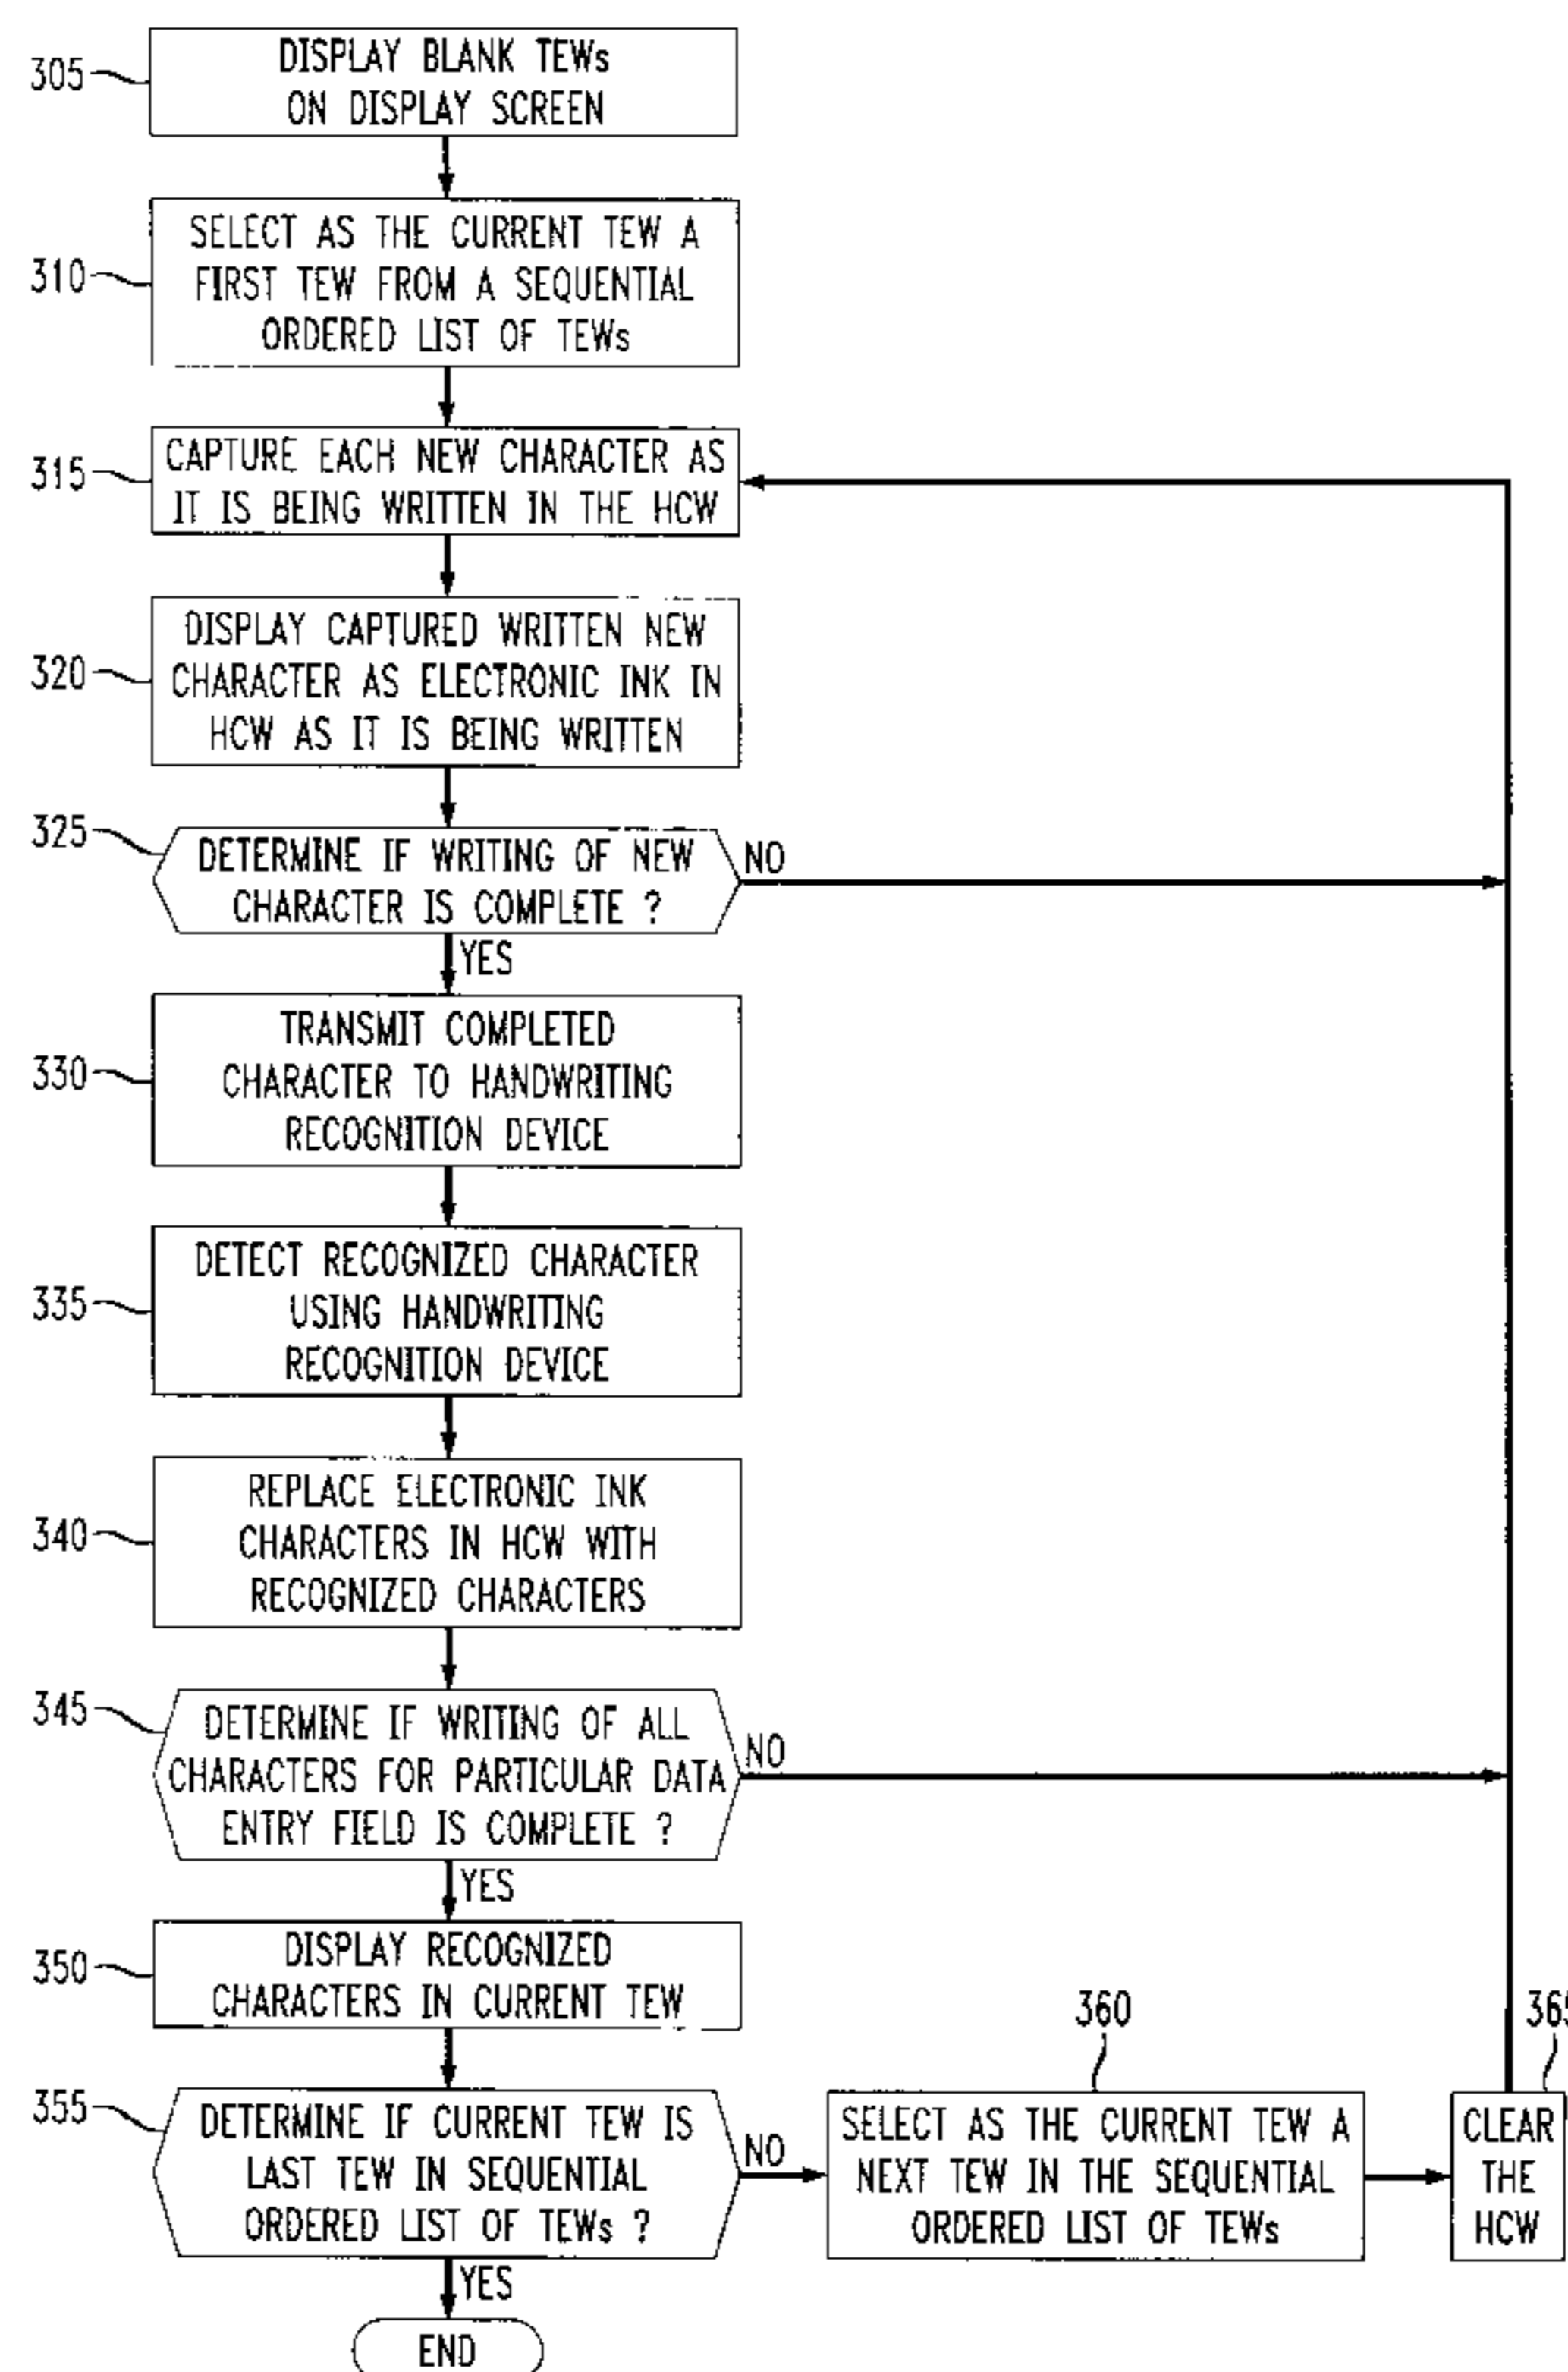 305
DISPLAY BLANK TEWs
ON DISPLAY SCREEN
310
SELECT AS THE CURRENT TEW A
FIRST TEW FROM A SEQUENTIAL
ORDERED LIST OF TEWs
315
CAPTURE EACH NEW CHARACTER AS
IT IS BEING WRITTEN IN THE HCW
320
DISPLAY CAPTURED WRITTEN NEW
CHARACTER AS ELECTRONIC INK IN
HCW AS IT IS BEING WRITTEN
325
DETERMINE IF WRITING OF NEW
CHARACTER IS COMPLETE ?
NO
YES
330
TRANSMIT COMPLETED
CHARACTER TO HANDWRITING
RECOGNITION DEVICE
335
DETECT RECOGNIZED CHARACTER
USING HANDWRITING
RECOGNITION DEVICE
340
REPLACE ELECTRONIC INK
CHARACTERS IN HCW WITH
RECOGNIZED CHARACTERS
345
DETERMINE IF WRITING OF ALL
CHARACTERS FOR PARTICULAR DATA
ENTRY FIELD IS COMPLETE ?
NO
YES
350
DISPLAY RECOGNIZED
CHARACTERS IN CURRENT TEW
355
DETERMINE IF CURRENT TEW IS
LAST TEW IN SEQUENTIAL
ORDERED LIST OF TEWs ?
NO
360
SELECT AS THE CURRENT TEW A
NEXT TEW IN THE SEQUENTIAL
ORDERED LIST OF TEWs
365
CLEAR
THE
HCW
YES
END